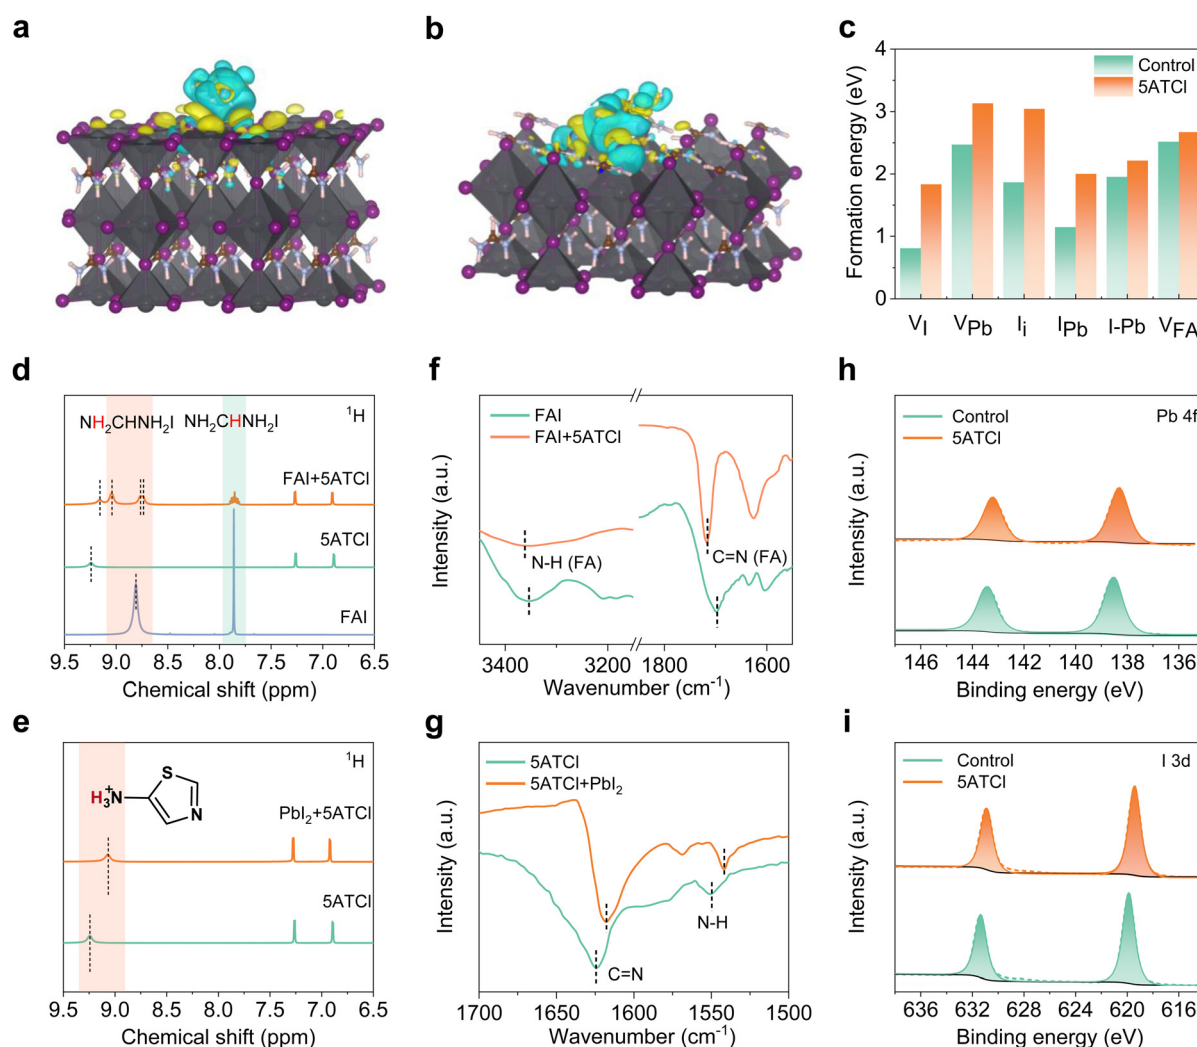 a
b
c
Formation energy (eV)
4
3
2
1
0
Control
5ATCl
V_I
V_Pb
I_i
I_Pb
I-Pb
V_FA
d
NH₂CHNH₂I
NH₂CHNH₂I
¹H
FAI+5ATCl
5ATCl
FAI
9.5 9.0 8.5 8.0 7.5 7.0 6.5
Chemical shift (ppm)
f
Intensity (a.u.)
FAI
FAI+5ATCl
N-H (FA)
C=N (FA)
3400 3200 1800 1600
Wavenumber (cm⁻¹)
h
Intensity (a.u.)
Control
5ATCl
Pb 4f
146 144 142 140 138 136
Binding energy (eV)
e
¹H
H₃N⁺
S
N
PbI₂+5ATCl
5ATCl
9.5 9.0 8.5 8.0 7.5 7.0 6.5
Chemical shift (ppm)
g
Intensity (a.u.)
5ATCl
5ATCl+PbI₂
C=N
N-H
1700 1650 1600 1550 1500
Wavenumber (cm⁻¹)
i
Intensity (a.u.)
Control
5ATCl
I 3d
636 632 628 624 620 616
Binding energy (eV)